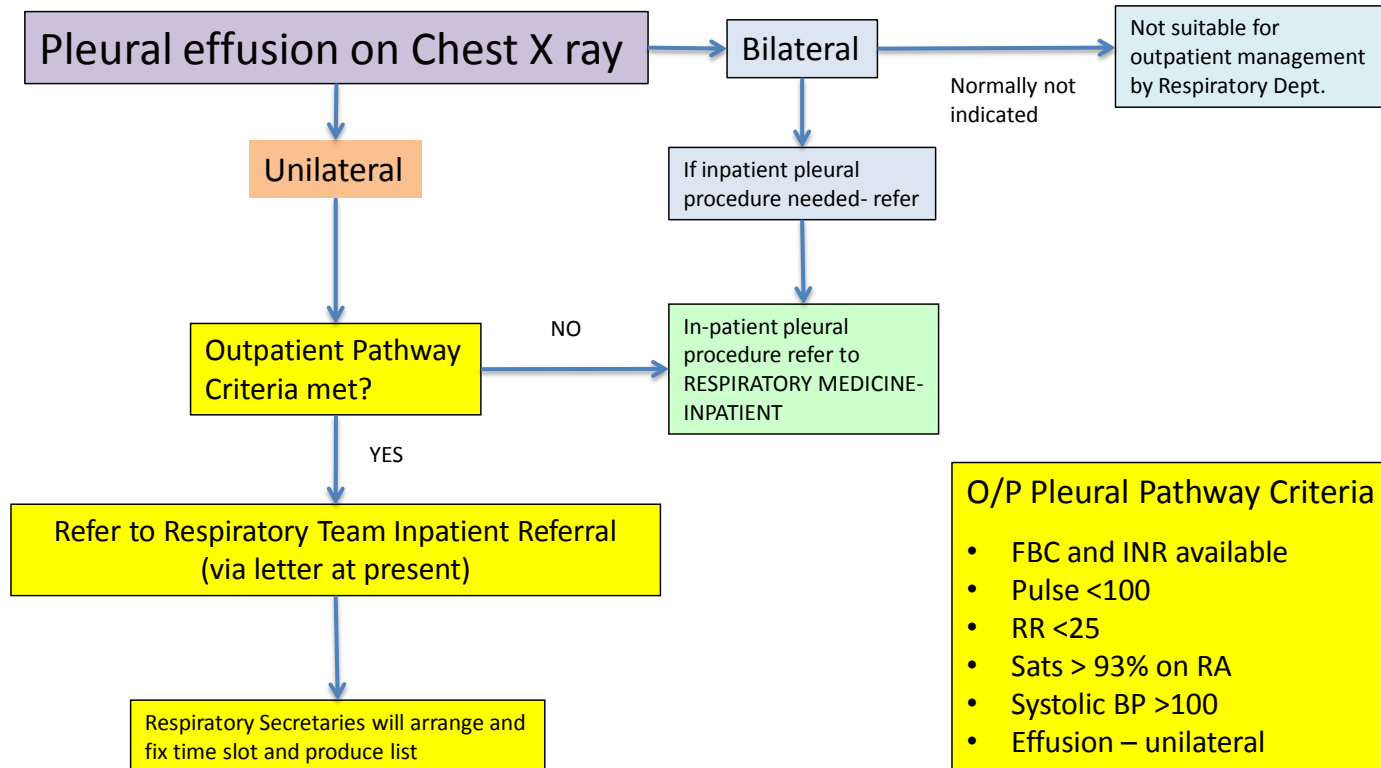 Pleural effusion on Chest X ray
Bilateral
Normally not
indicated
Not suitable for
outpatient management
by Respiratory Dept.
Unilateral
If inpatient pleural
procedure needed- refer
Outpatient Pathway
Criteria met?
NO
In-patient pleural
procedure refer to
RESPIRATORY MEDICINE-
INPATIENT
YES
Refer to Respiratory Team Inpatient Referral
(via letter at present)
Respiratory Secretaries will arrange and
fix time slot and produce list
O/P Pleural Pathway Criteria
• FBC and INR available
• Pulse <100
• RR <25
• Sats > 93% on RA
• Systolic BP >100
• Effusion – unilateral